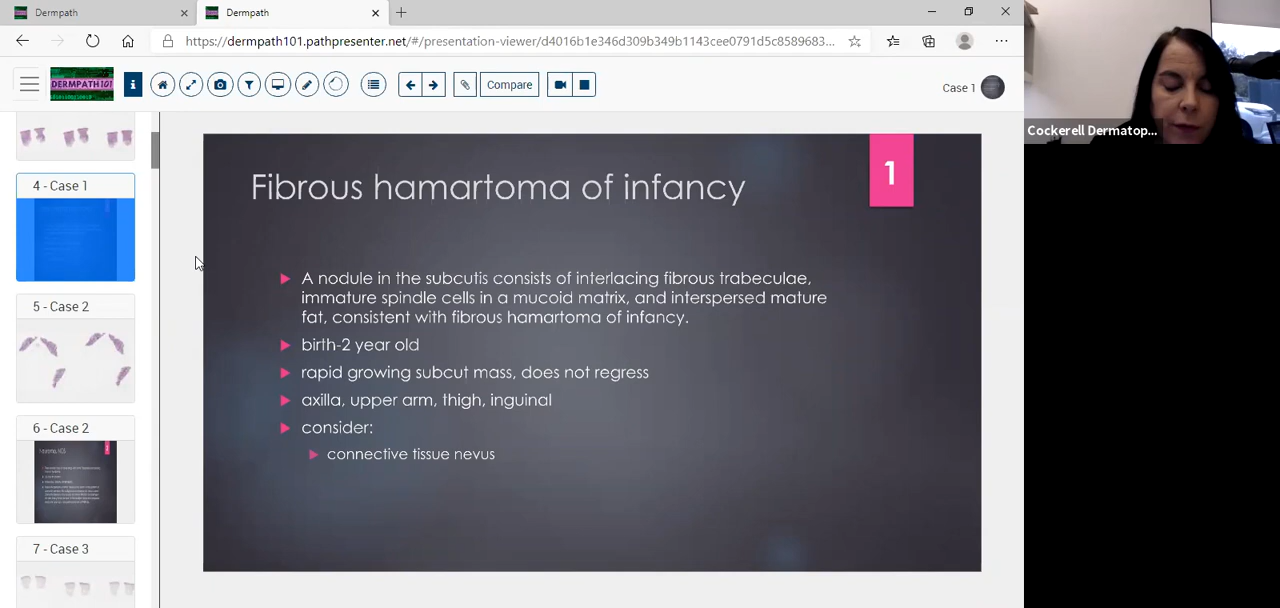 Dermpath
Dermpath
https://dermpath101.pathpresenter.net/#/presentation-viewer/d4016b1e346d309b349b1143cee0791d5c8589683...
DERMPATH 101
Compare
Case 1
Cockerell Dermatop...
4 - Case 1
5 - Case 2
6 - Case 2
7 - Case 3
Fibrous hamartoma of infancy
1
A nodule in the subcutis consists of interlacing fibrous trabeculae,
immature spindle cells in a mucoid matrix, and interspersed mature
fat, consistent with fibrous hamartoma of infancy.
birth-2 year old
rapid growing subcut mass, does not regress
axilla, upper arm, thigh, inguinal
consider:
connective tissue nevus